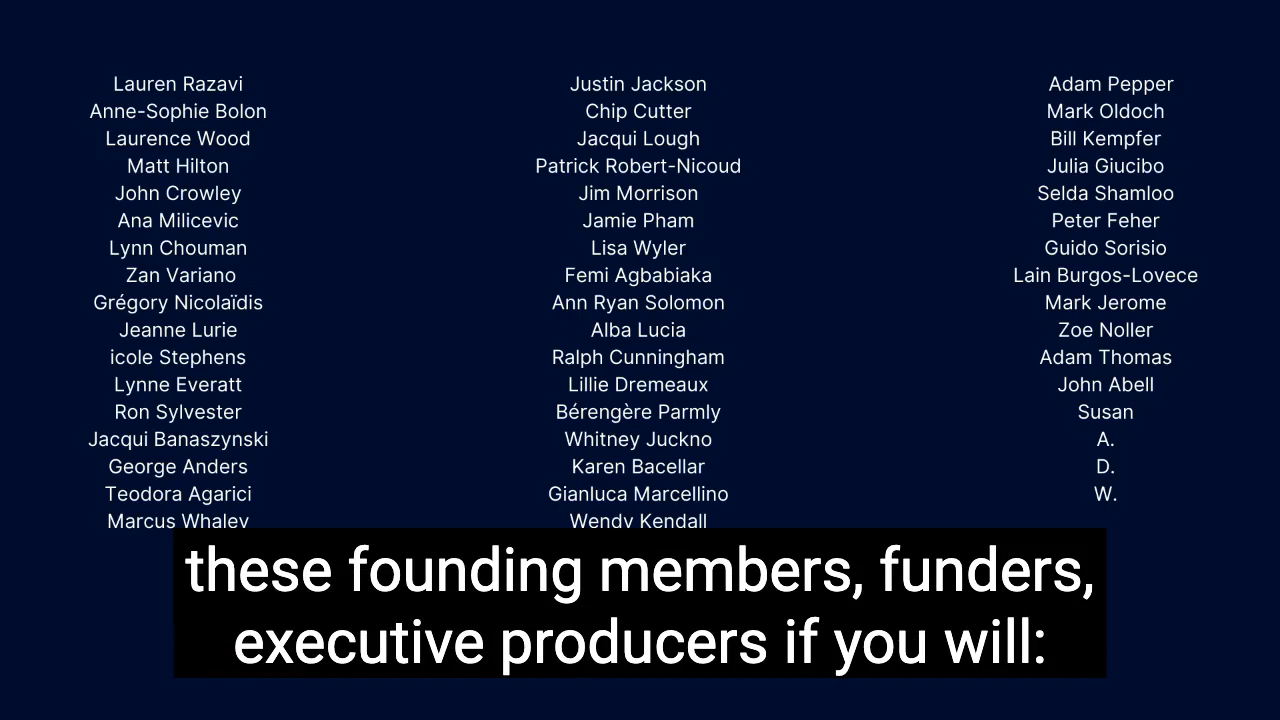 Lauren Razavi
Anne-Sophie Bolon
Laurence Wood
Matt Hilton
John Crowley
Ana Milicevic
Lynn Chouman
Zan Variano
Grégory Nicolaïdis
Jeanne Lurie
icole Stephens
Lynne Everatt
Ron Sylvester
Jacqui Banaszynski
George Anders
Teodora Agarici
Marcus Whaley
Justin Jackson
Chip Cutter
Jacqui Lough
Patrick Robert-Nicoud
Jim Morrison
Jamie Pham
Lisa Wyler
Femi Agbabiaka
Ann Ryan Solomon
Alba Lucia
Ralph Cunningham
Lillie Dremeaux
Bérengère Parmly
Whitney Juckno
Karen Bacellar
Gianluca Marcellino
Wendy Kendall
Adam Pepper
Mark Oldoch
Bill Kempfer
Julia Giucibo
Selda Shamloo
Peter Feher
Guido Sorisio
Lain Burgos-Lovece
Mark Jerome
Zoe Noller
Adam Thomas
John Abell
Susan
A.
D.
W.
these founding members, funders,
executive producers if you will: